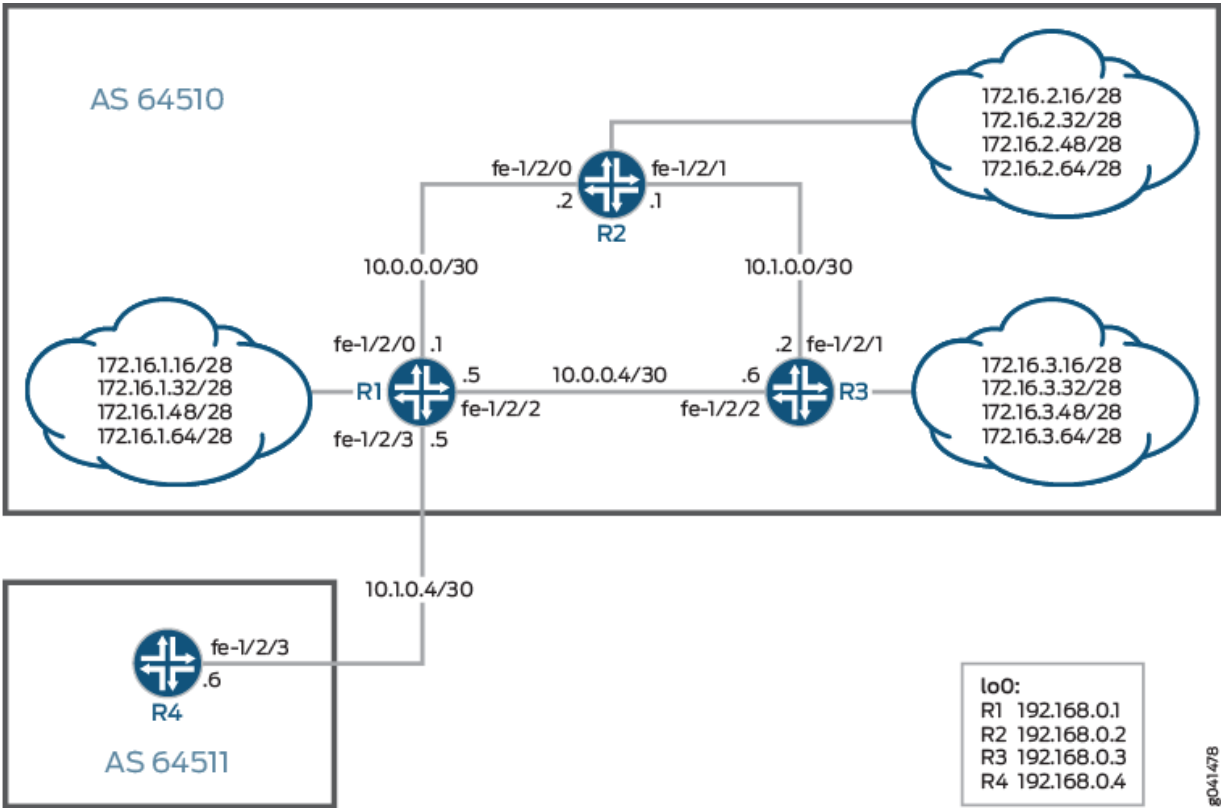 AS 64510
172.16.2.16/28
172.16.2.32/28
172.16.2.48/28
172.16.2.64/28
fe-1/2/0
fe-1/2/1
.2
.1
R2
10.0.0.0/30
10.1.0.0/30
fe-1/2/0 .1
.2 fe-1/2/1
172.16.1.16/28
172.16.1.32/28
172.16.1.48/28
172.16.1.64/28
R1
.5
10.0.0.4/30
.6
fe-1/2/2
fe-1/2/2
R3
172.16.3.16/28
172.16.3.32/28
172.16.3.48/28
172.16.3.64/28
fe-1/2/3 .5
10.1.0.4/30
fe-1/2/3
.6
R4
AS 64511
lo0:
R1 192.168.0.1
R2 192.168.0.2
R3 192.168.0.3
R4 192.168.0.4
g041478